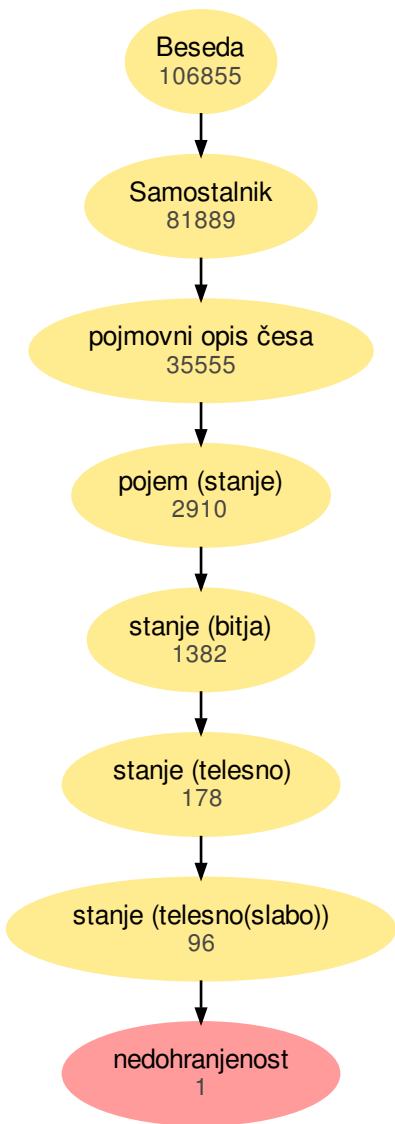 Beseda
106855
Samostalnik
81889
pojmovni opis česa
35555
pojem (stanje)
2910
stanje (bitja)
1382
stanje (telesno)
178
stanje (telesno(slabo))
96
nedohranjenost
1